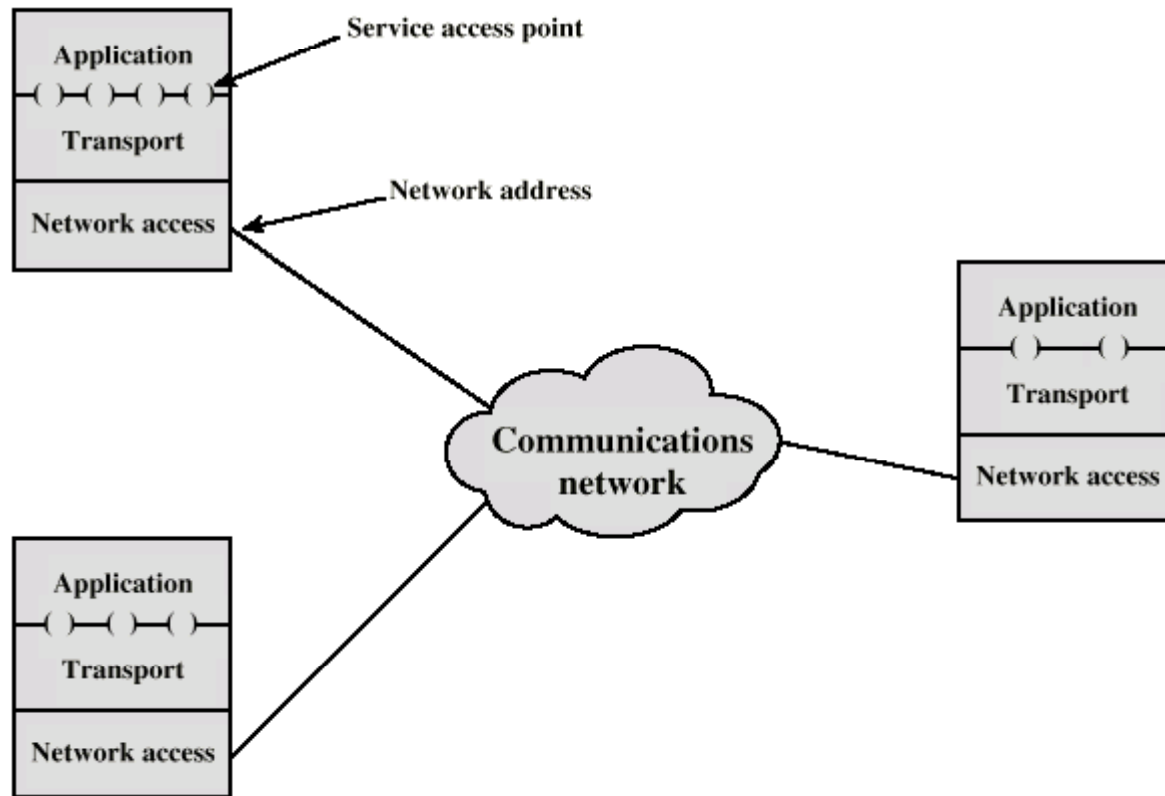 Application
Transport
Network access
Service access point
Network address
Communications
network
Application
Transport
Network access
Application
Transport
Network access